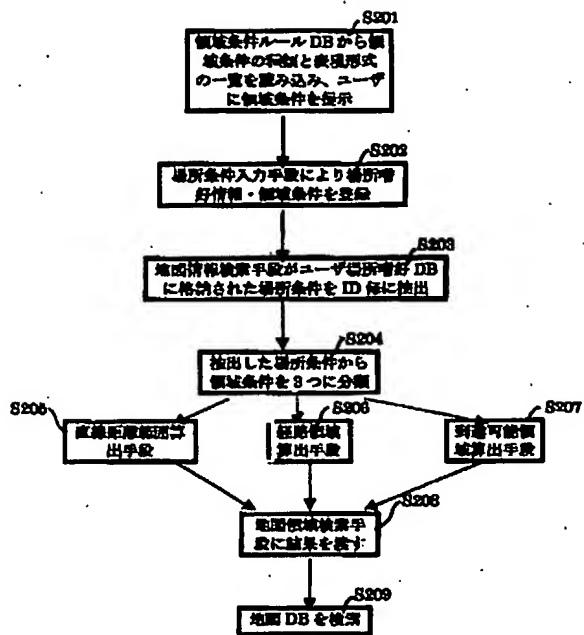 S201
領域条件ルール DB から領
域条件の種類と表現形式
の一覧を読み込み、ユーザ
に領域条件を提示
S202
場所条件入力手段により場所嗜
好情報・領域条件を登録
S203
地図情報検索手段がユーザ場所嗜好 DB
に格納された場所条件を ID 毎に抽出
S204
抽出した場所条件から
領域条件を3つに分類
S205
直線距離範囲算
出手段
S206
経路領域
算出手段
S207
到達可能領
域算出手段
S208
地図領域検索手
段に結果を渡す
S209
地図 DB を検索